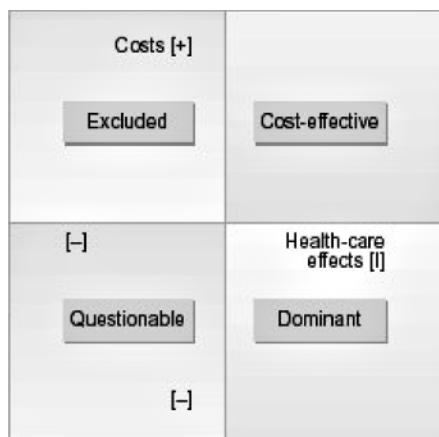 Costs [+]
Excluded
Cost-effective
[–]
Health-care
effects [I]
Questionable
Dominant
[–]